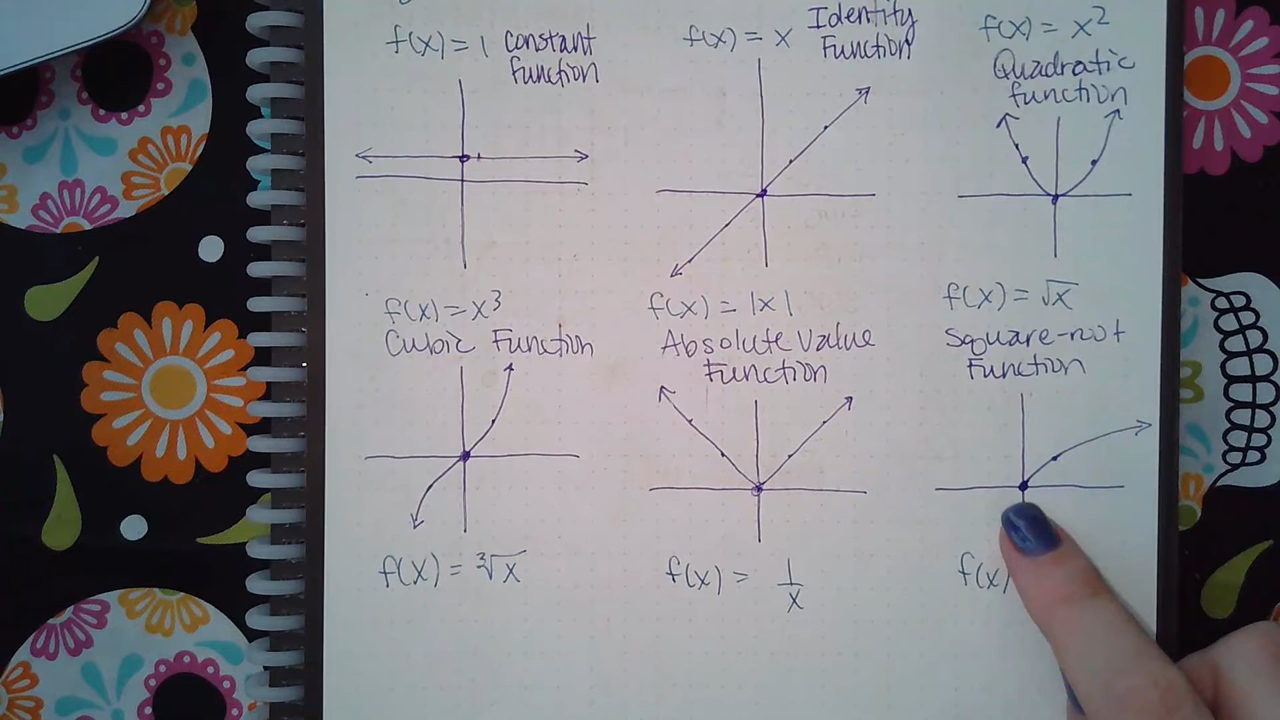 f(x) = 1 constant function
f(x) = x Identity Function
f(x) = x²
Quadratic function
f(x) = x³
Cubic Function
f(x) = |x|
Absolute Value
Function
f(x) = √x
Square-root
Function
f(x) = ∛x
f(x) = 1/x
f(x)